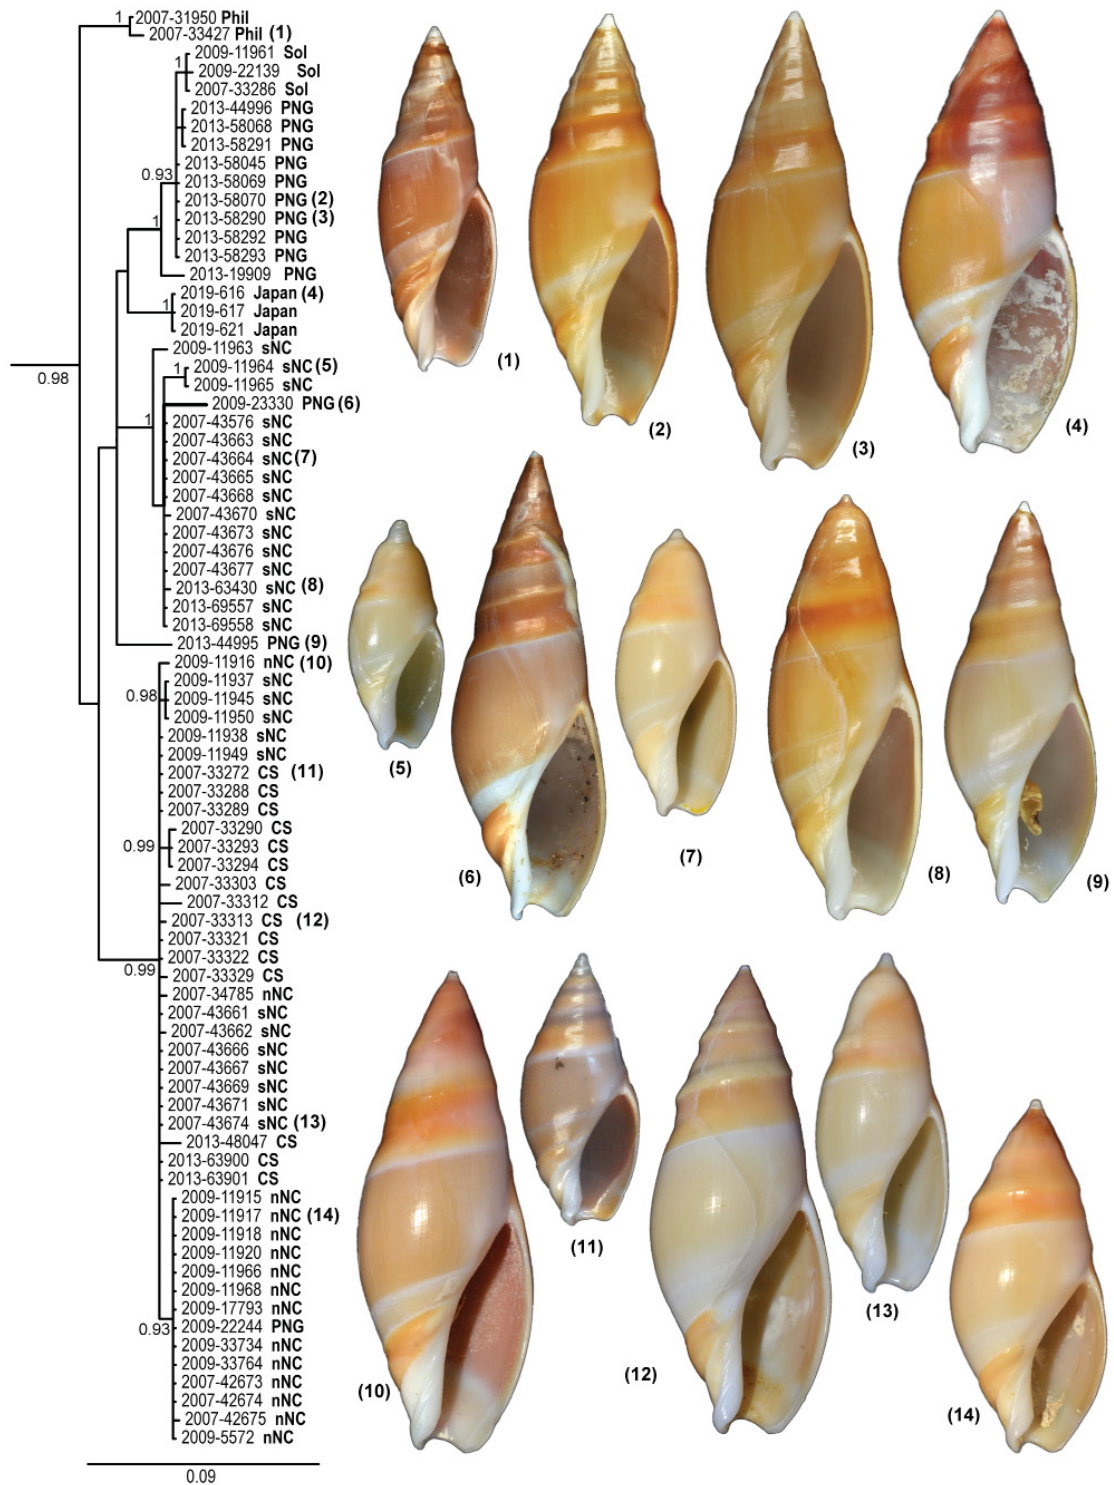 1
2007-31950 Phil
2007-33427 Phil (1)
2009-11961 Sol
1
2009-22139 Sol
2007-33286 Sol
2013-44996 PNG
2013-58068 PNG
2013-58291 PNG
2013-58045 PNG
0.93
2013-58069 PNG
2013-58070 PNG (2)
2013-58290 PNG (3)
1
2013-58292 PNG
2013-58293 PNG
2013-19909 PNG
2019-616 Japan (4)
1
2019-617 Japan
2019-621 Japan
2009-11963 sNC
0.98
2009-11964 sNC (5)
1
2009-11965 sNC
2009-23330 PNG (6)
1
2007-43576 sNC
2007-43663 sNC
2007-43664 sNC (7)
2007-43665 sNC
2007-43668 sNC
2007-43670 sNC
2007-43673 sNC
2007-43676 sNC
2007-43677 sNC
2013-63430 sNC (8)
2013-69557 sNC
2013-69558 sNC
2013-44995 PNG (9)
2009-11916 nNC (10)
2009-11937 sNC
0.98
2009-11945 sNC
2009-11950 sNC
2009-11938 sNC
2009-11949 sNC
2007-33272 CS (11)
2007-33288 CS
2007-33289 CS
2007-33290 CS
0.99
2007-33293 CS
2007-33294 CS
2007-33303 CS
2007-33312 CS
2007-33313 CS (12)
2007-33321 CS
2007-33322 CS
0.99
2007-33329 CS
2007-34785 nNC
2007-43661 sNC
2007-43662 sNC
2007-43666 sNC
2007-43667 sNC
2007-43669 sNC
2007-43671 sNC
2007-43674 sNC (13)
2013-48047 CS
2013-63900 CS
2013-63901 CS
2009-11915 nNC
2009-11917 nNC (14)
2009-11918 nNC
2009-11920 nNC
2009-11966 nNC
2009-11968 nNC
2009-17793 nNC
0.93
2009-22244 PNG
2009-33734 nNC
2009-33764 nNC
2007-42673 nNC
2007-42674 nNC
2007-42675 nNC
2009-5572 nNC
0.09
(1)
(2)
(3)
(4)
(5)
(6)
(7)
(8)
(9)
(10)
(11)
(12)
(13)
(14)